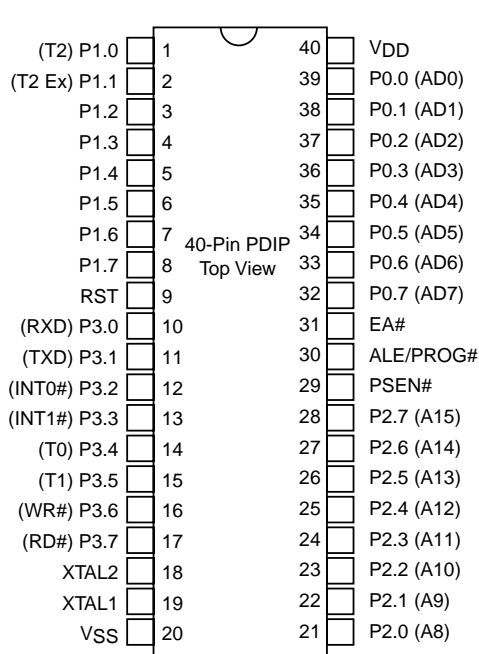 (T2) P1.0 1 40 VDD
(T2 Ex) P1.1 2 39 P0.0 (AD0)
P1.2 3 38 P0.1 (AD1)
P1.3 4 37 P0.2 (AD2)
P1.4 5 36 P0.3 (AD3)
P1.5 6 35 P0.4 (AD4)
P1.6 7 34 P0.5 (AD5)
40-Pin PDIP
Top View
P1.7 8 33 P0.6 (AD6)
RST 9 32 P0.7 (AD7)
(RXD) P3.0 10 31 EA#
(TXD) P3.1 11 30 ALE/PROG#
(INT0#) P3.2 12 29 PSEN#
(INT1#) P3.3 13 28 P2.7 (A15)
(T0) P3.4 14 27 P2.6 (A14)
(T1) P3.5 15 26 P2.5 (A13)
(WR#) P3.6 16 25 P2.4 (A12)
(RD#) P3.7 17 24 P2.3 (A11)
XTAL2 18 23 P2.2 (A10)
XTAL1 19 22 P2.1 (A9)
VSS 20 21 P2.0 (A8)